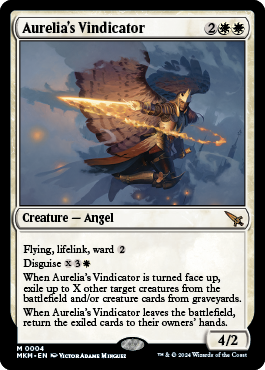 Aurelia's Vindicator 2
Creature — Angel
Flying, lifelink, ward 2
Disguise X 3
When Aurelia's Vindicator is turned face up,
exile up to X other target creatures from the
battlefield and/or creature cards from graveyards.
When Aurelia's Vindicator leaves the battlefield,
return the exiled cards to their owners' hands.
4/2
M 0004
MKM • EN Victor Adame Minguez
™ & © 2024 Wizards of the Coast